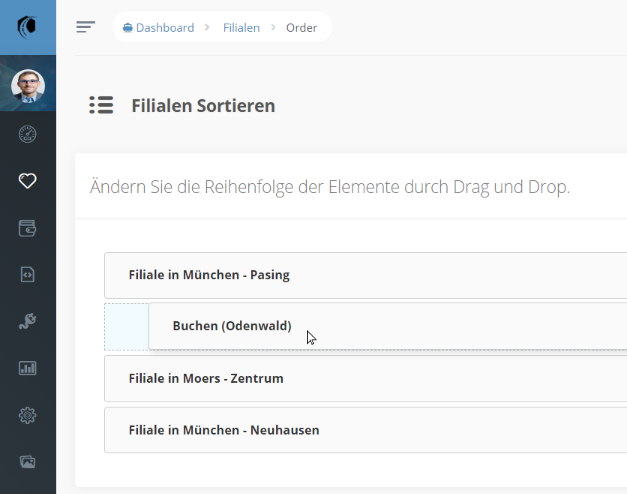 Dashboard > Filialen > Order
Filialen Sortieren
Ändern Sie die Reihenfolge der Elemente durch Drag und Drop.
Filiale in München - Pasing
Buchen (Odenwald)
Filiale in Moers - Zentrum
Filiale in München - Neuhausen